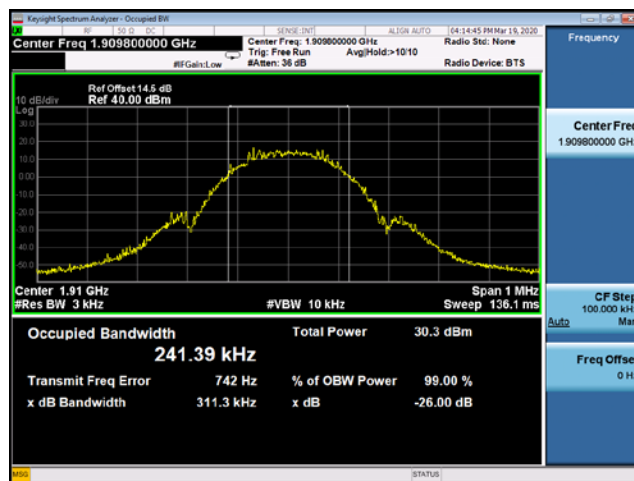 Keysight Spectrum Analyzer - Occupied BW
RF 50 Ω DC SENSE:INT ALIGN AUTO 04:14:45 PM Mar 19, 2020
Center Freq 1.909800000 GHz
Center Freq: 1.909800000 GHz
Radio Std: None
Trig: Free Run Avg|Hold:>10/10
#IFGain:Low #Atten: 36 dB Radio Device: BTS
Ref Offset 14.5 dB
10 dB/div Ref 40.00 dBm
Log
30.0
20.0
10.0
0.00
-10.0
-20.0
-30.0
-40.0
-50.0
Center 1.91 GHz Span 1 MHz
#Res BW 3 kHz #VBW 10 kHz Sweep 136.1 ms
Occupied Bandwidth Total Power 30.3 dBm
241.39 kHz
Transmit Freq Error 742 Hz % of OBW Power 99.00 %
x dB Bandwidth 311.3 kHz x dB -26.00 dB
MSG STATUS
Frequency
Center Freq
1.909800000 GHz
CF Step
100.000 kHz
Auto Man
Freq Offset
0 Hz